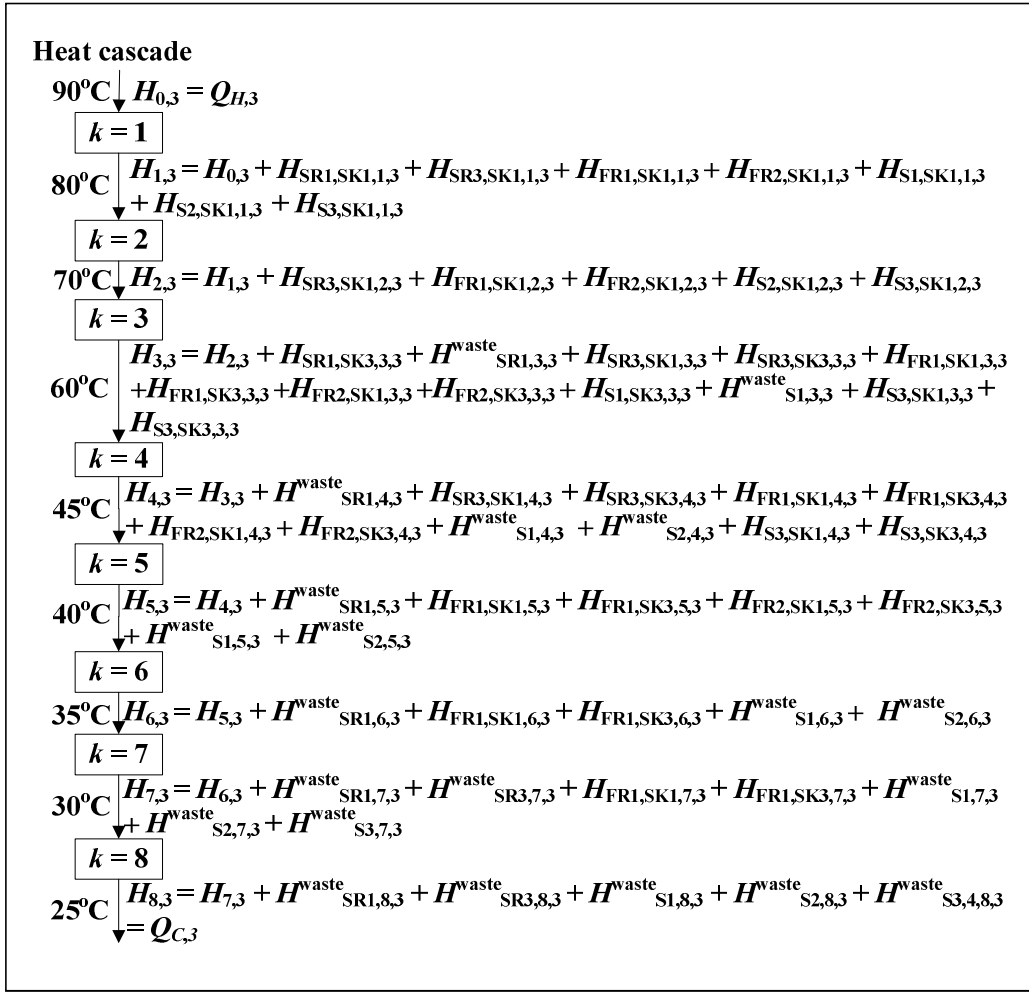 Heat cascade
90°C H0,3 = QH,3
k = 1
80°C H1,3 = H0,3 + HSR1,SK1,1,3 + HSR3,SK1,1,3 + HFR1,SK1,1,3 + HFR2,SK1,1,3 + HS1,SK1,1,3
+ HS2,SK1,1,3 + HS3,SK1,1,3
k = 2
70°C H2,3 = H1,3 + HSR3,SK1,2,3 + HFR1,SK1,2,3 + HFR2,SK1,2,3 + HS2,SK1,2,3 + HS3,SK1,2,3
k = 3
H3,3 = H2,3 + HSR1,SK3,3,3 + HwasteSR1,3,3 + HSR3,SK1,3,3 + HSR3,SK3,3,3 + HFR1,SK1,3,3
60°C +HFR1,SK3,3,3 +HFR2,SK1,3,3 +HFR2,SK3,3,3 + HS1,SK3,3,3 + HwasteS1,3,3 + HS3,SK1,3,3 +
HS3,SK3,3,3
k = 4
45°C H4,3 = H3,3 + HwasteSR1,4,3 + HSR3,SK1,4,3 + HSR3,SK3,4,3 + HFR1,SK1,4,3 + HFR1,SK3,4,3
+ HFR2,SK1,4,3 + HFR2,SK3,4,3 + HwasteS1,4,3 + HwasteS2,4,3 + HS3,SK1,4,3 + HS3,SK3,4,3
k = 5
40°C H5,3 = H4,3 + HwasteSR1,5,3 + HFR1,SK1,5,3 + HFR1,SK3,5,3 + HFR2,SK1,5,3 + HFR2,SK3,5,3
+ HwasteS1,5,3 + HwasteS2,5,3
k = 6
35°C H6,3 = H5,3 + HwasteSR1,6,3 + HFR1,SK1,6,3 + HFR1,SK3,6,3 + HwasteS1,6,3 + HwasteS2,6,3
k = 7
30°C H7,3 = H6,3 + HwasteSR1,7,3 + HwasteSR3,7,3 + HFR1,SK1,7,3 + HFR1,SK3,7,3 + HwasteS1,7,3
+ HwasteS2,7,3 + HwasteS3,7,3
k = 8
25°C H8,3 = H7,3 + HwasteSR1,8,3 + HwasteSR3,8,3 + HwasteS1,8,3 + HwasteS2,8,3 + HwasteS3,4,8,3
= QC,3